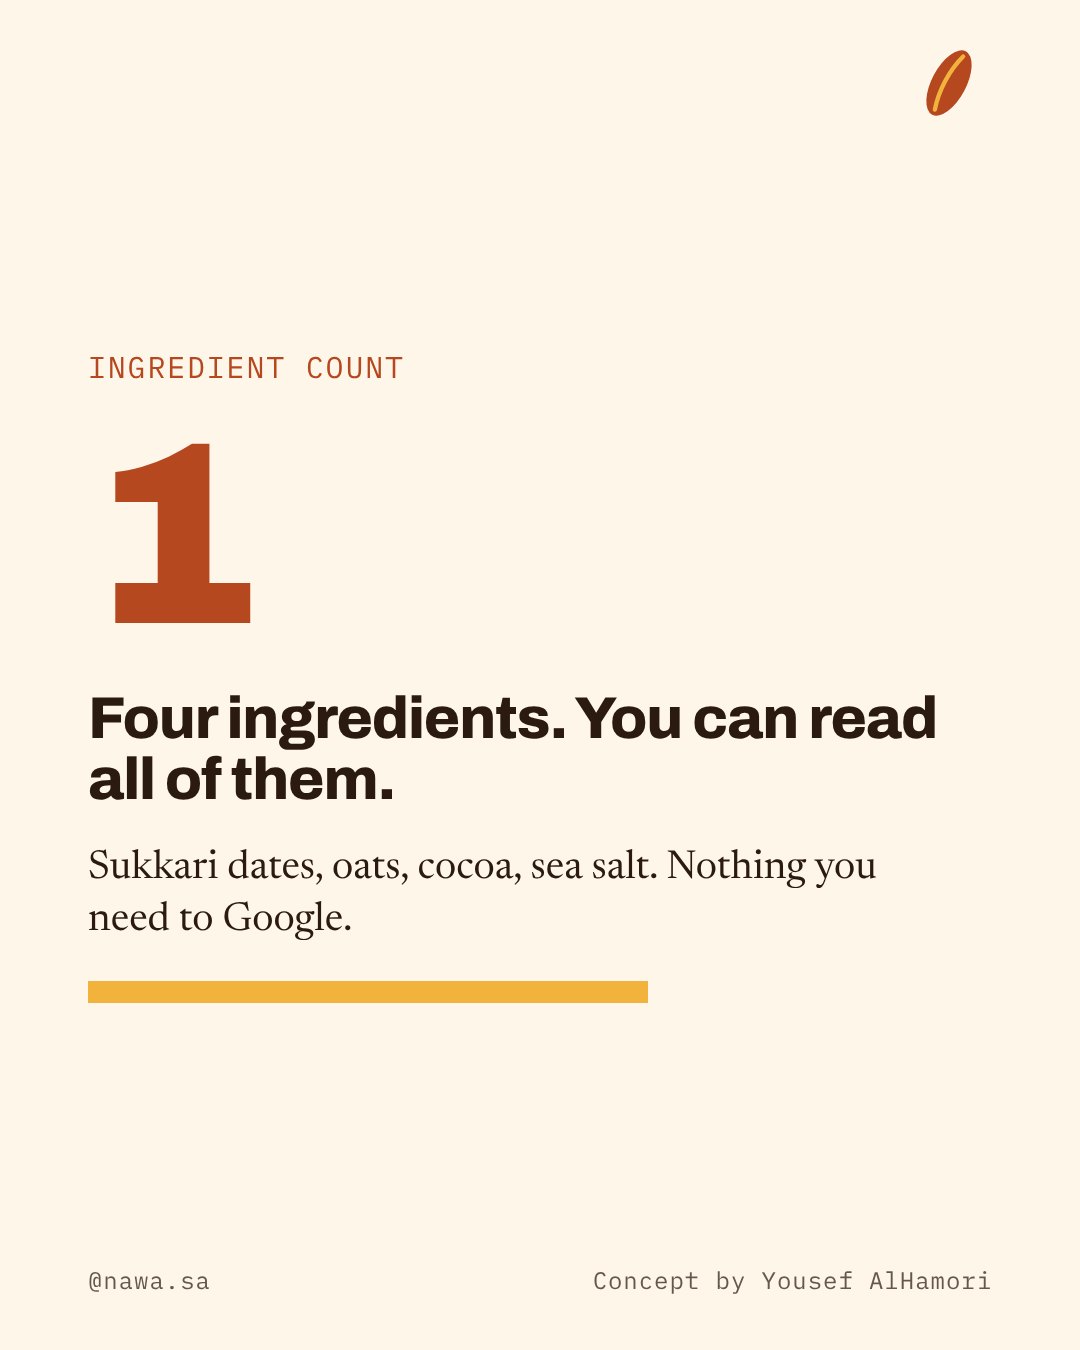 INGREDIENT COUNT
1
Four ingredients. You can read
all of them.
Sukkari dates, oats, cocoa, sea salt. Nothing you
need to Google.
@nawa.sa
Concept by Yousef AlHamori